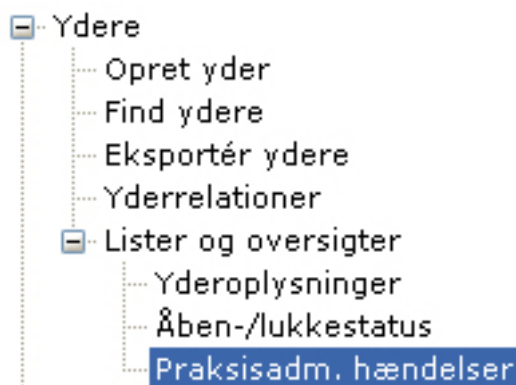 Ydere
Opret yder
Find ydere
Eksportér ydere
Yderrelationer
Lister og oversigter
Yderoplysninger
Åben-/lukkestatus
Praksisadm. hændelser